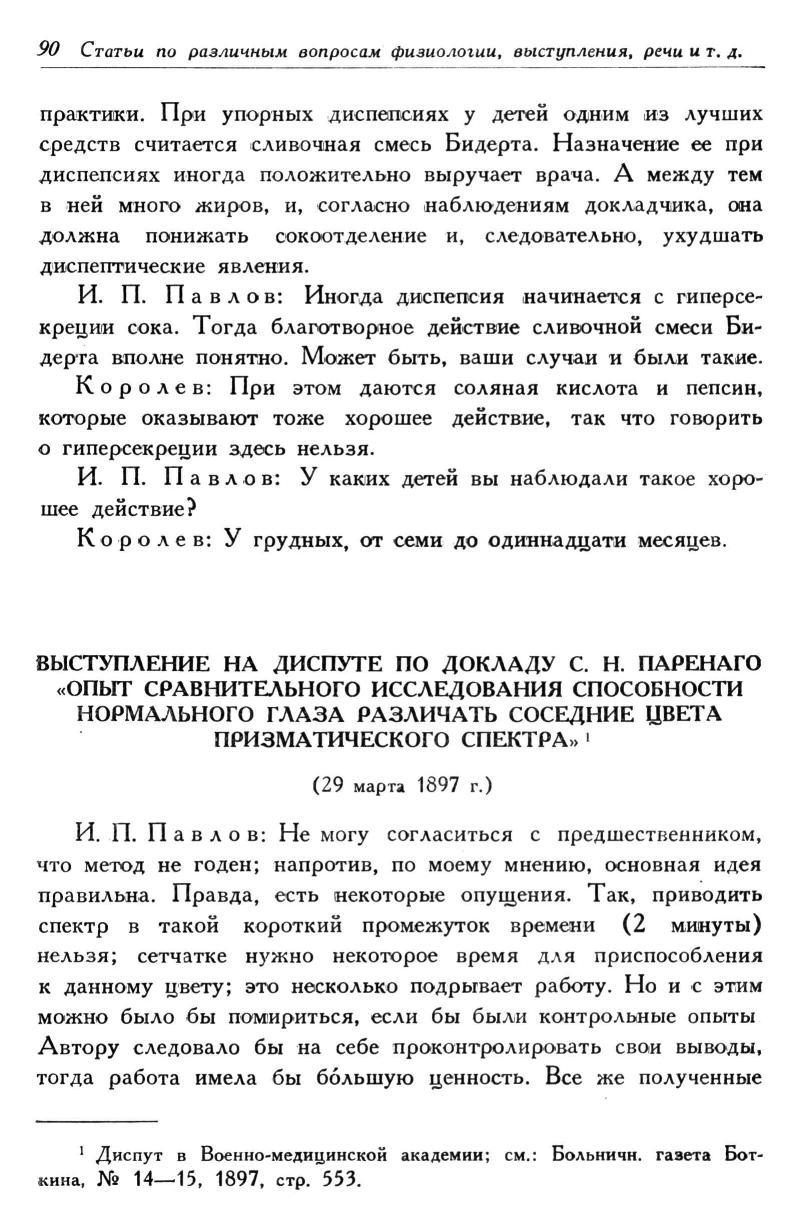 90 Статьи по различным вопросам физиологии, выступления, речи и т. д.
практики. При упорных диспепсиях у детей одним из лучших
средств считается сливочная смесь Бидерта. Назначение ее при
диспепсиях иногда положительно выручает врача. А между тем
в ней много жиров, и, согласно наблюдениям докладчика, она
должна понижать сокоотделение и, следовательно, ухудшать
диспептические явления.
И. П. Павлов: Иногда диспепсия начинается с гиперсе-
креции сока. Тогда благотворное действие сливочной смеси Би-
дерта вполне понятно. Может быть, ваши случаи и были такие.
Королев: При этом даются соляная кислота и пепсин,
которые оказывают тоже хорошее действие, так что говорить
о гиперсекреции здесь нельзя.
И. П. Павлов: У каких детей вы наблюдали такое хоро-
шее действие?
Королев: У грудных, от семи до одиннадцати месяцев.
ВЫСТУПЛЕНИЕ НА ДИСПУТЕ ПО ДОКЛАДУ С. Н. ПАРЕНАГО
«ОПЫТ СРАВНИТЕЛЬНОГО ИССЛЕДОВАНИЯ СПОСОБНОСТИ
НОРМАЛЬНОГО ГЛАЗА РАЗЛИЧАТЬ СОСЕДНИЕ ЦВЕТА
ПРИЗМАТИЧЕСКОГО СПЕКТРА» ¹
(29 марта 1897 г.)
И. П. Павлов: Не могу согласиться с предшественником,
что метод не годен; напротив, по моему мнению, основная идея
правильна. Правда, есть некоторые опущения. Так, приводить
спектр в такой короткий промежуток времени (2 минуты)
нельзя; сетчатке нужно некоторое время для приспособления
к данному цвету; это несколько подрывает работу. Но и с этим
можно было бы помириться, если бы были контрольные опыты
Автору следовало бы на себе проконтролировать свои выводы,
тогда работа имела бы бо́льшую ценность. Все же полученные
¹ Диспут в Военно-медицинской академии; см.: Больничн. газета Бот-
кина, № 14—15, 1897, стр. 553.